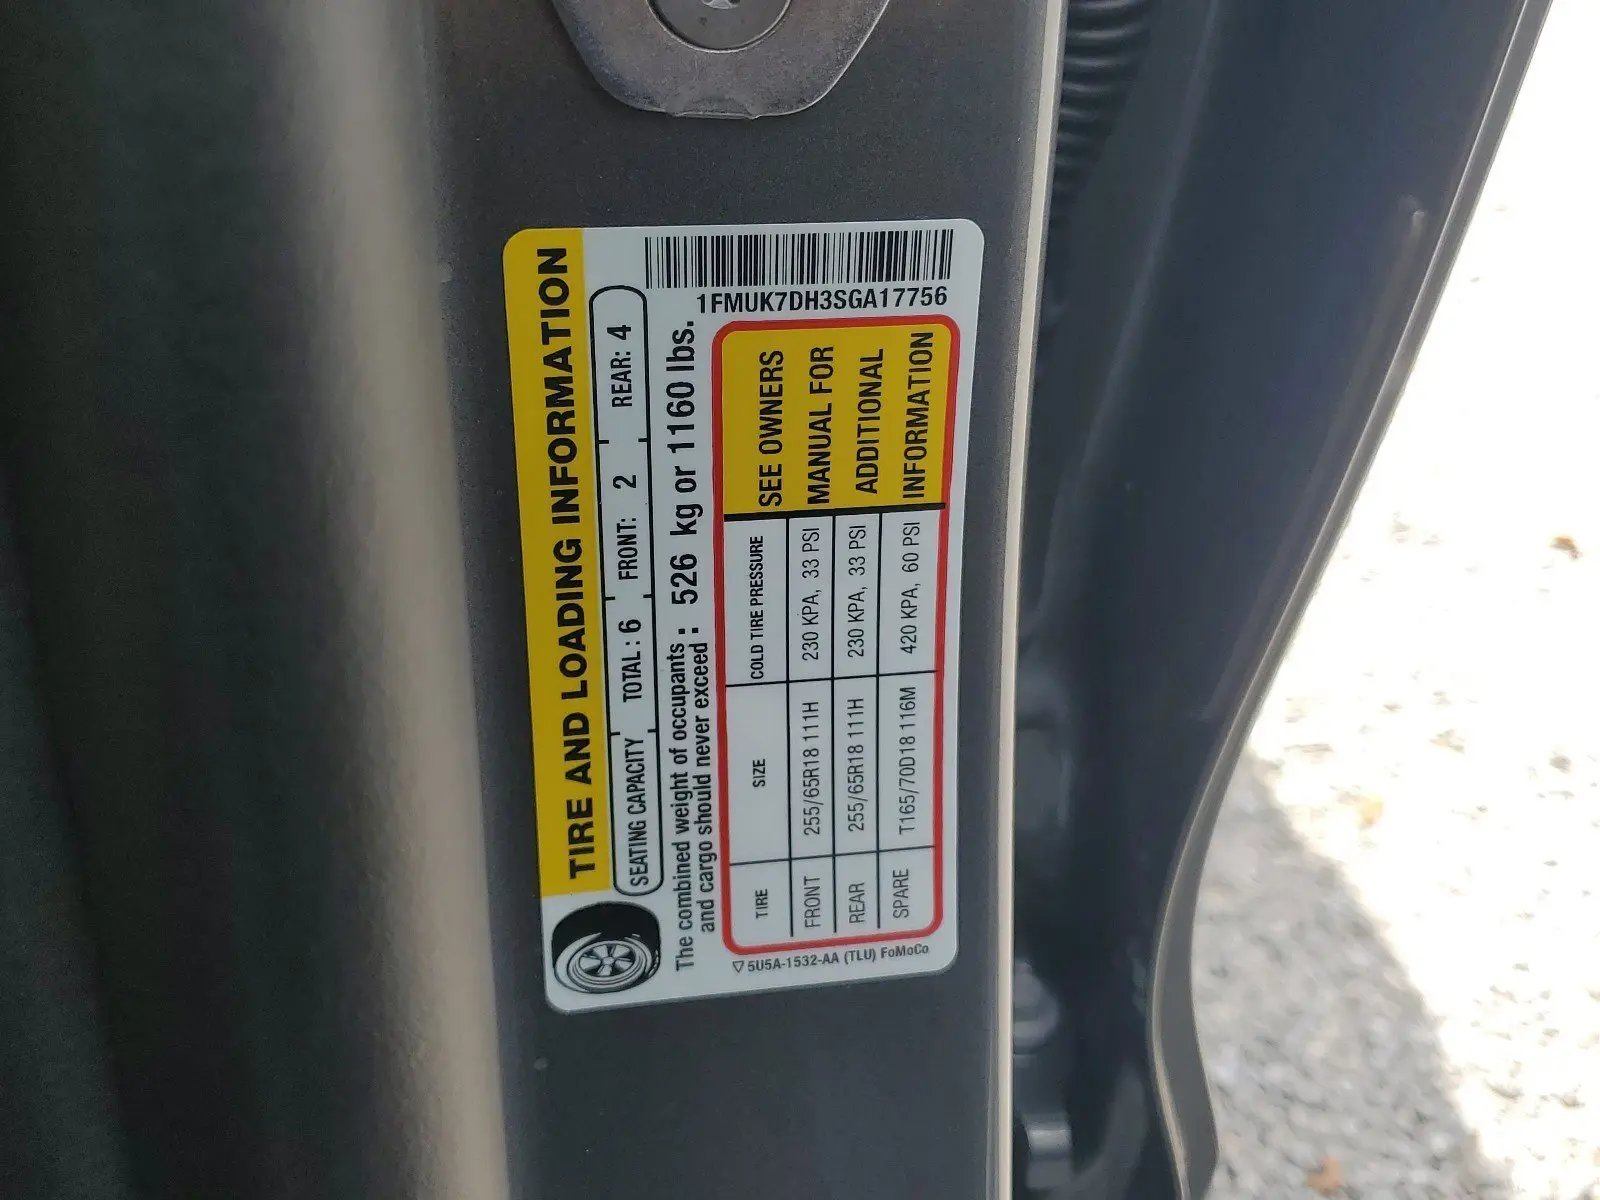 TIRE AND LOADING INFORMATION
SEATING CAPACITY TOTAL : 6 FRONT: 2 REAR: 4
The combined weight of occupants : 526 kg or 1160 lbs.
and cargo should never exceed :
1FMUK7DH3SGA17756
TIRE SIZE COLD TIRE PRESSURE
FRONT 255/65R18 111H 230 KPA, 33 PSI
REAR 255/65R18 111H 230 KPA, 33 PSI
SPARE T165/70D18 116M 420 KPA, 60 PSI
SEE OWNERS
MANUAL FOR
ADDITIONAL
INFORMATION
5U5A-1532-AA (TLU) FoMoCo